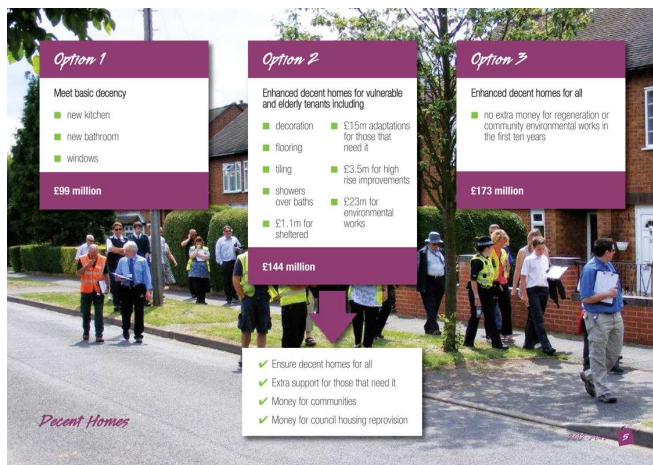 Option 1
Meet basic decency
new kitchen
new bathroom
windows
£99 million
Option 2
Enhanced decent homes for vulnerable
and elderly tenants including
decoration
flooring
tiling
showers
over baths
£1.1m for
sheltered
£15m adaptations
for those that
need it
£3.5m for high
rise improvements
£23m for
environmental
works
£144 million
Option 3
Enhanced decent homes for all
no extra money for regeneration or
community environmental works in
the first ten years
£173 million
Ensure decent homes for all
Extra support for those that need it
Money for communities
Money for council housing reprovision
Decent Homes
5